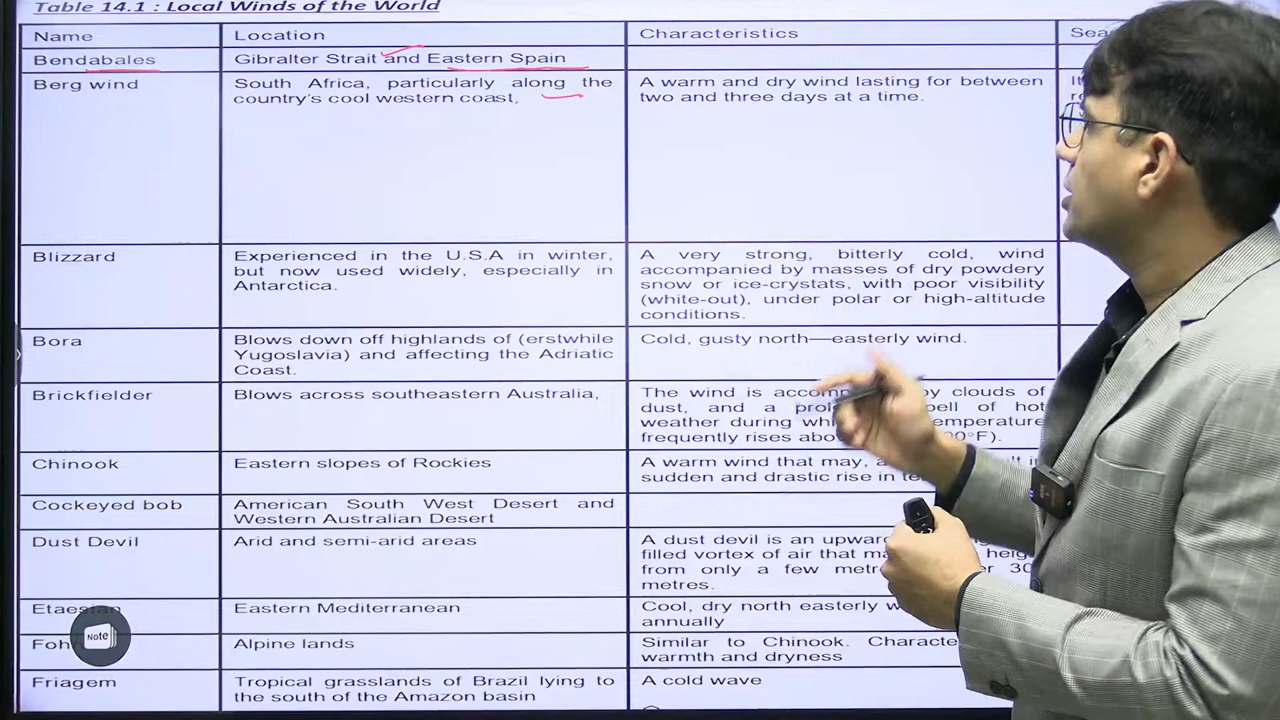 Table 14.1 : Local Winds of the World
Name
Location
Characteristics
Bendabales
Gibralter Strait and Eastern Spain
Berg wind
South Africa, particularly along the
country's cool western coast,
A warm and dry wind lasting for between
two and three days at a time.
Blizzard
Experienced in the U.S.A in winter,
but now used widely, especially in
Antarctica.
A very strong, bitterly cold, wind
accompanied by masses of dry powdery
snow or ice-crystats, with poor visibility
(white-out), under polar or high-altitude
conditions.
Bora
Blows down off highlands of (erstwhile
Yugoslavia) and affecting the Adriatic
Coast.
Cold, gusty north—easterly wind.
Brickfielder
Blows across southeastern Australia,
The wind is by clouds of
dust, and a of hot
weather during temperature
frequently rises
Chinook
Eastern slopes of Rockies
A warm wind that may,
sudden and drastic rise in
Cockeyed bob
American South West Desert and
Western Australian Desert
Dust Devil
Arid and semi-arid areas
A dust devil is an
filled vortex of air that
from only a few
metres.
Eastern Mediterranean
Cool, dry north easterly
annually
Alpine lands
Similar to Chinook.
warmth and dryness
Friagem
Tropical grasslands of Brazil lying to
the south of the Amazon basin
A cold wave
Note